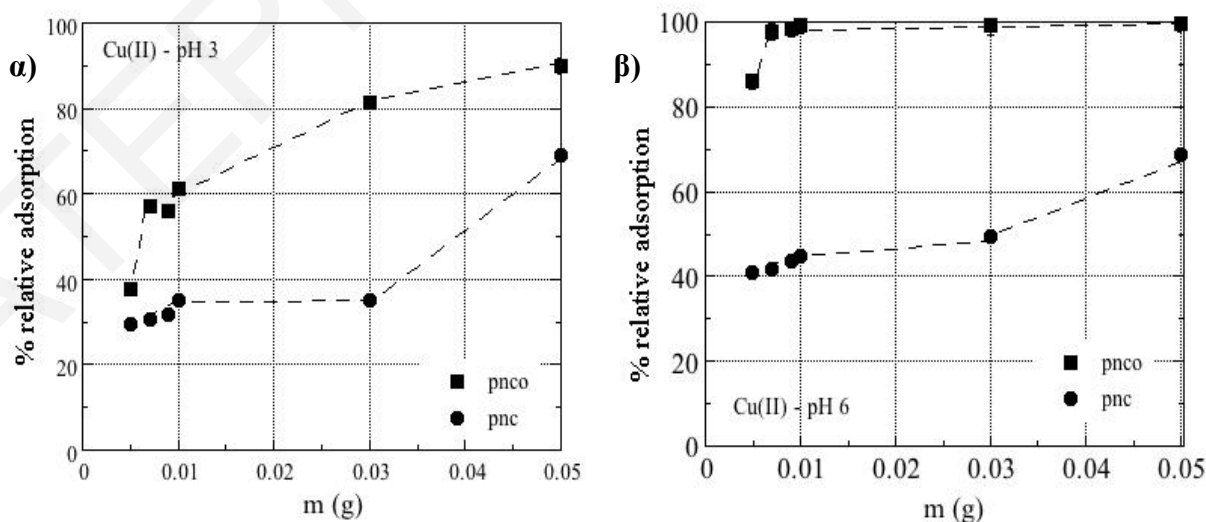 α)
Cu(II) - pH 3
% relative adsorption
100
80
60
40
20
0
0
0.01
0.02
0.03
0.04
0.05
m (g)
pnco
pnc
β)
Cu(II) - pH 6
% relative adsorption
100
80
60
40
20
0
0
0.01
0.02
0.03
0.04
0.05
m (g)
pnco
pnc